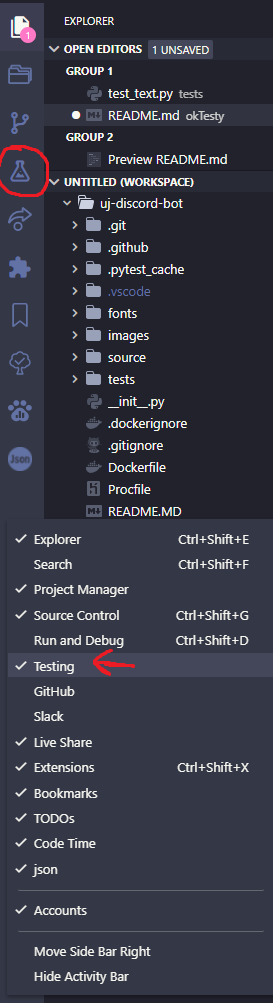 EXPLORER
1
OPEN EDITORS 1 UNSAVED
GROUP 1
test_text.py tests
README.md okTesty
GROUP 2
Preview README.md
UNTITLED (WORKSPACE)
uj-discord-bot
.git
.github
.pytest_cache
.vscode
fonts
images
source
tests
__init__.py
.dockerignore
.gitignore
Dockerfile
Procfile
README.MD
Json
Explorer Ctrl+Shift+E
Search Ctrl+Shift+F
Project Manager
Source Control Ctrl+Shift+G
Run and Debug Ctrl+Shift+D
Testing
GitHub
Slack
Live Share
Extensions Ctrl+Shift+X
Bookmarks
TODOs
Code Time
json
Accounts
Move Side Bar Right
Hide Activity Bar